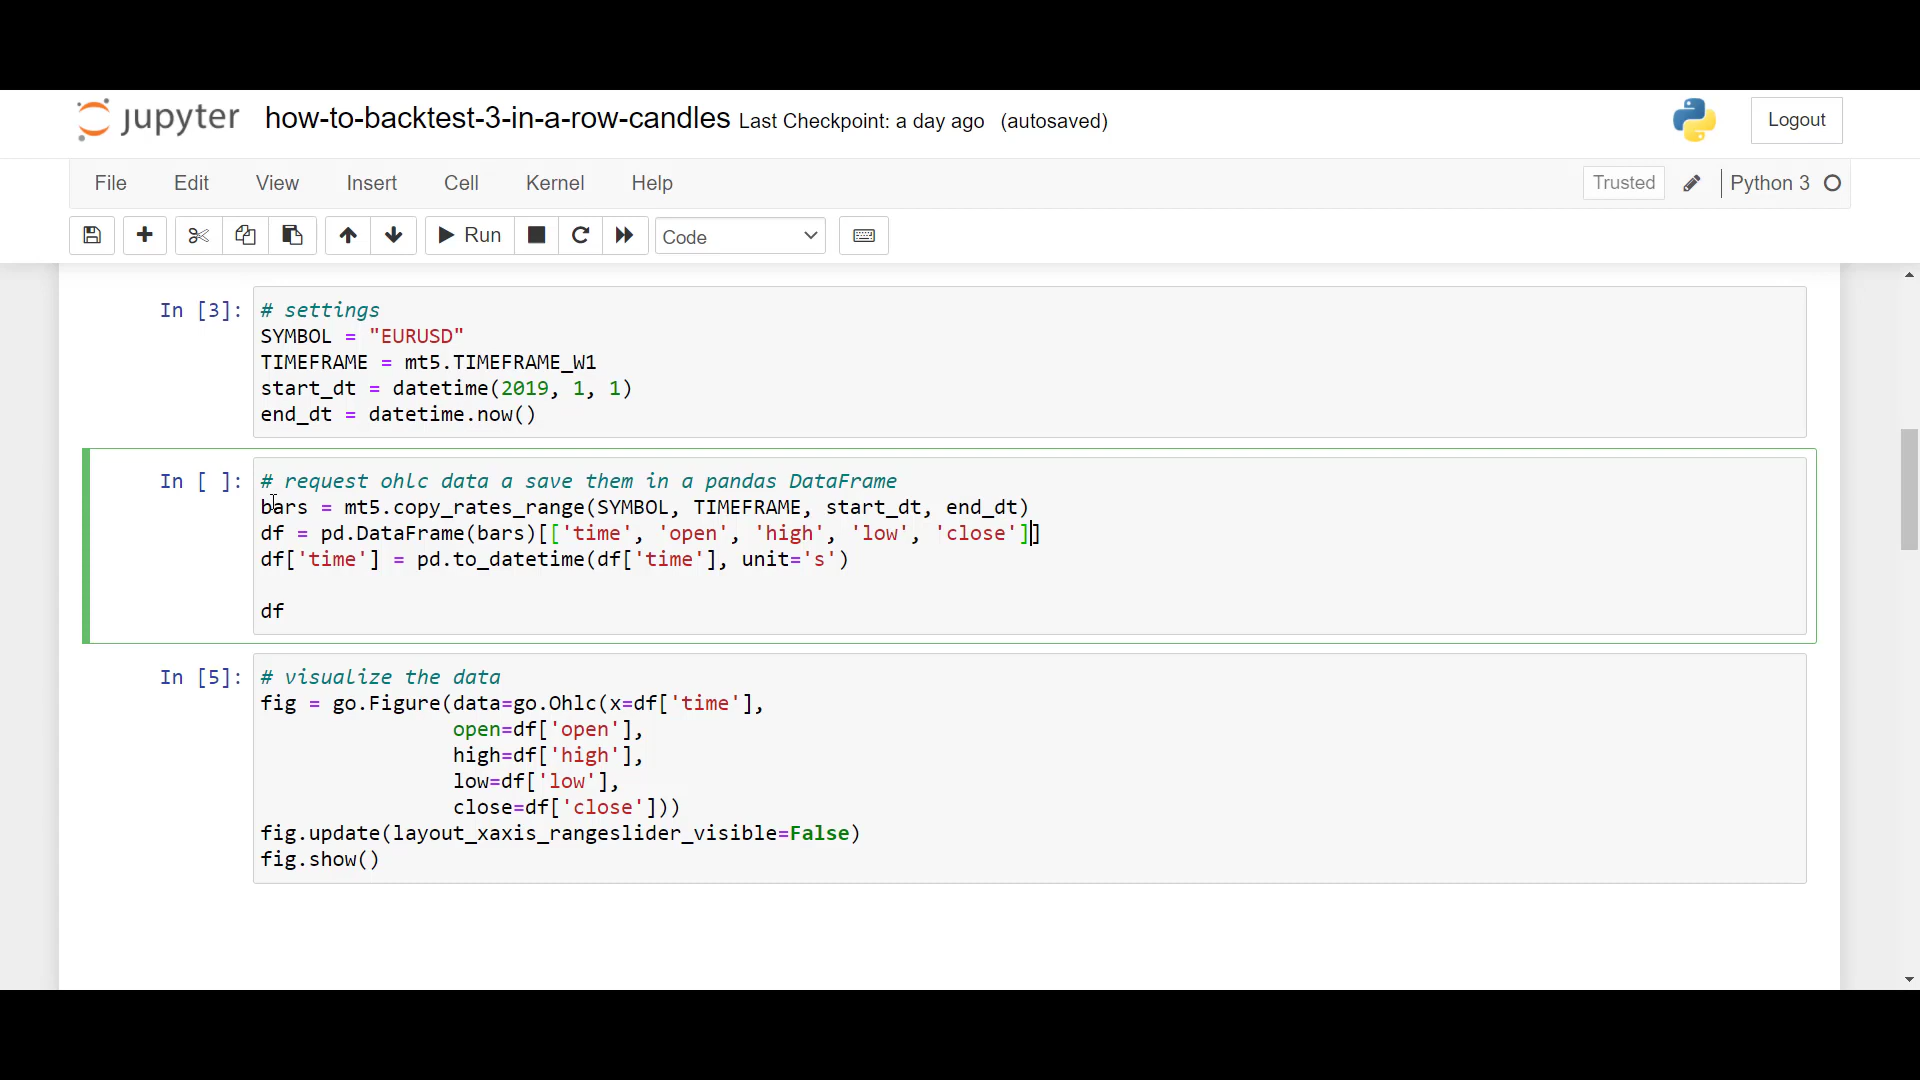 jupyter how-to-backtest-3-in-a-row-candles Last Checkpoint: a day ago (autosaved)
Logout
File Edit View Insert Cell Kernel Help
Trusted Python 3
Run Code
In [3]: # settings
SYMBOL = "EURUSD"
TIMEFRAME = mt5.TIMEFRAME_W1
start_dt = datetime(2019, 1, 1)
end_dt = datetime.now()
In [ ]: # request ohlc data a save them in a pandas DataFrame
bars = mt5.copy_rates_range(SYMBOL, TIMEFRAME, start_dt, end_dt)
df = pd.DataFrame(bars)[['time', 'open', 'high', 'low', 'close']]
df['time'] = pd.to_datetime(df['time'], unit='s')
df
In [5]: # visualize the data
fig = go.Figure(data=go.Ohlc(x=df['time'],
open=df['open'],
high=df['high'],
low=df['low'],
close=df['close']))
fig.update(layout_xaxis_rangeslider_visible=False)
fig.show()